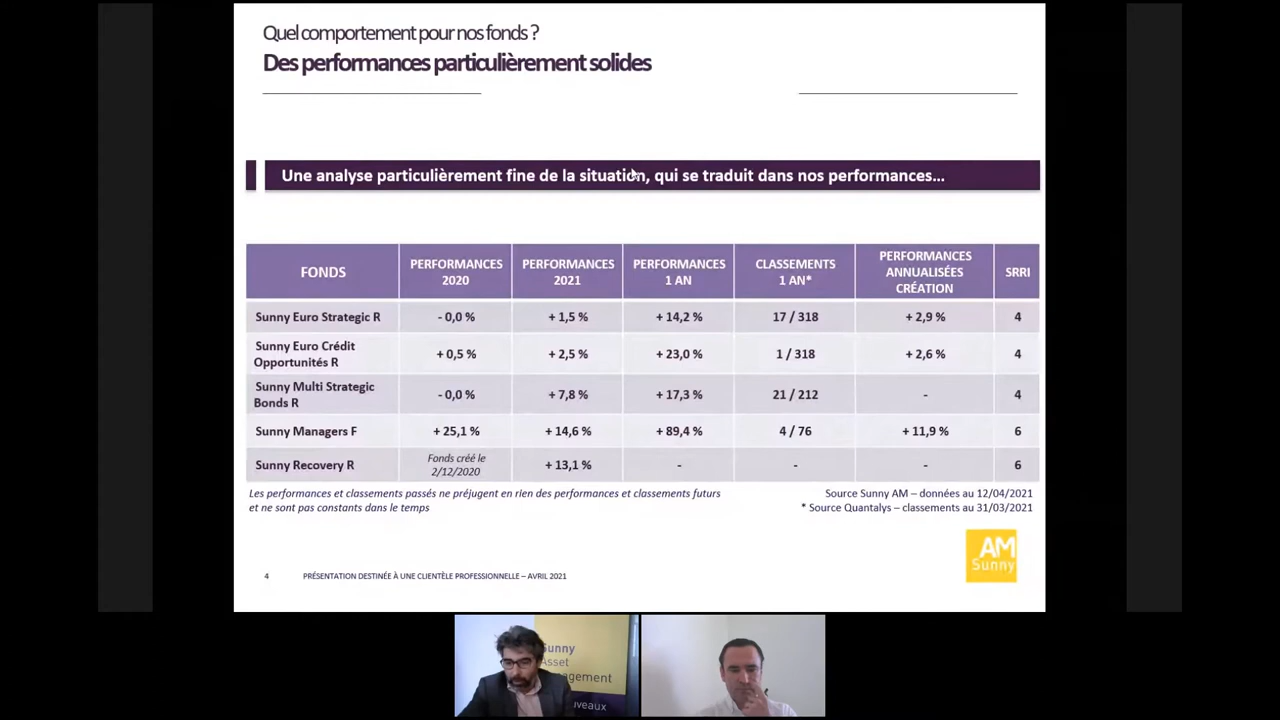 Quel comportement pour nos fonds ?
Des performances particulièrement solides
Une analyse particulièrement fine de la situation, qui se traduit dans nos performances...
FONDS PERFORMANCES 2020 PERFORMANCES 2021 PERFORMANCES 1 AN CLASSEMENTS 1 AN* PERFORMANCES ANNUALISÉES CRÉATION SRRI
Sunny Euro Strategic R - 0,0 % + 1,5 % + 14,2 % 17 / 318 + 2,9 % 4
Sunny Euro Crédit Opportunités R + 0,5 % + 2,5 % + 23,0 % 1 / 318 + 2,6 % 4
Sunny Multi Strategic Bonds R - 0,0 % + 7,8 % + 17,3 % 21 / 212 - 4
Sunny Managers F + 25,1 % + 14,6 % + 89,4 % 4 / 76 + 11,9 % 6
Sunny Recovery R Fonds créé le 2/12/2020 + 13,1 % - - - 6
Les performances et classements passés ne préjugent en rien des performances et classements futurs
et ne sont pas constants dans le temps
Source Sunny AM – données au 12/04/2021
* Source Quantalys – classements au 31/03/2021
AM
Sunny
4 PRÉSENTATION DESTINÉE À UNE CLIENTÈLE PROFESSIONNELLE – AVRIL 2021
Sunny
Asset